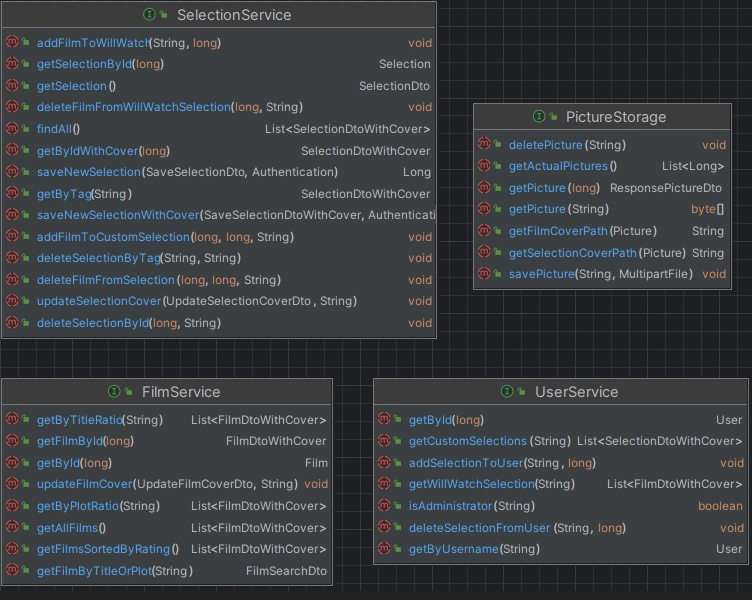 SelectionService
addFilmToWillWatch(String, long) void
getSelectionById(long) Selection
getSelection() SelectionDto
deleteFilmFromWillWatchSelection(long, String) void
findAll() List<SelectionDtoWithCover>
getByIdWithCover(long) SelectionDtoWithCover
saveNewSelection(SaveSelectionDto, Authentication) Long
getByTag(String) SelectionDtoWithCover
saveNewSelectionWithCover(SaveSelectionDtoWithCover, Authenticati
addFilmToCustomSelection(long, long, String) void
deleteSelectionByTag(String, String) void
deleteFilmFromSelection(long, long, String) void
updateSelectionCover(UpdateSelectionCoverDto, String) void
deleteSelectionById(long, String) void
PictureStorage
deletePicture(String) void
getActualPictures() List<Long>
getPicture(long) ResponsePictureDto
getPicture(String) byte[]
getFilmCoverPath(Picture) String
getSelectionCoverPath(Picture) String
savePicture(String, MultipartFile) void
FilmService
getByTitleRatio(String) List<FilmDtoWithCover>
getFilmById(long) FilmDtoWithCover
getById(long) Film
updateFilmCover(UpdateFilmCoverDto, String) void
getByPlotRatio(String) List<FilmDtoWithCover>
getAllFilms() List<FilmDtoWithCover>
getFilmsSortedByRating() List<FilmDtoWithCover>
getFilmByTitleOrPlot(String) FilmSearchDto
UserService
getById(long) User
getCustomSelections(String) List<SelectionDtoWithCover>
addSelectionToUser(String, long) void
getWillWatchSelection(String) List<FilmDtoWithCover>
isAdministrator(String) boolean
deleteSelectionFromUser(String, long) void
getByUsername(String) User